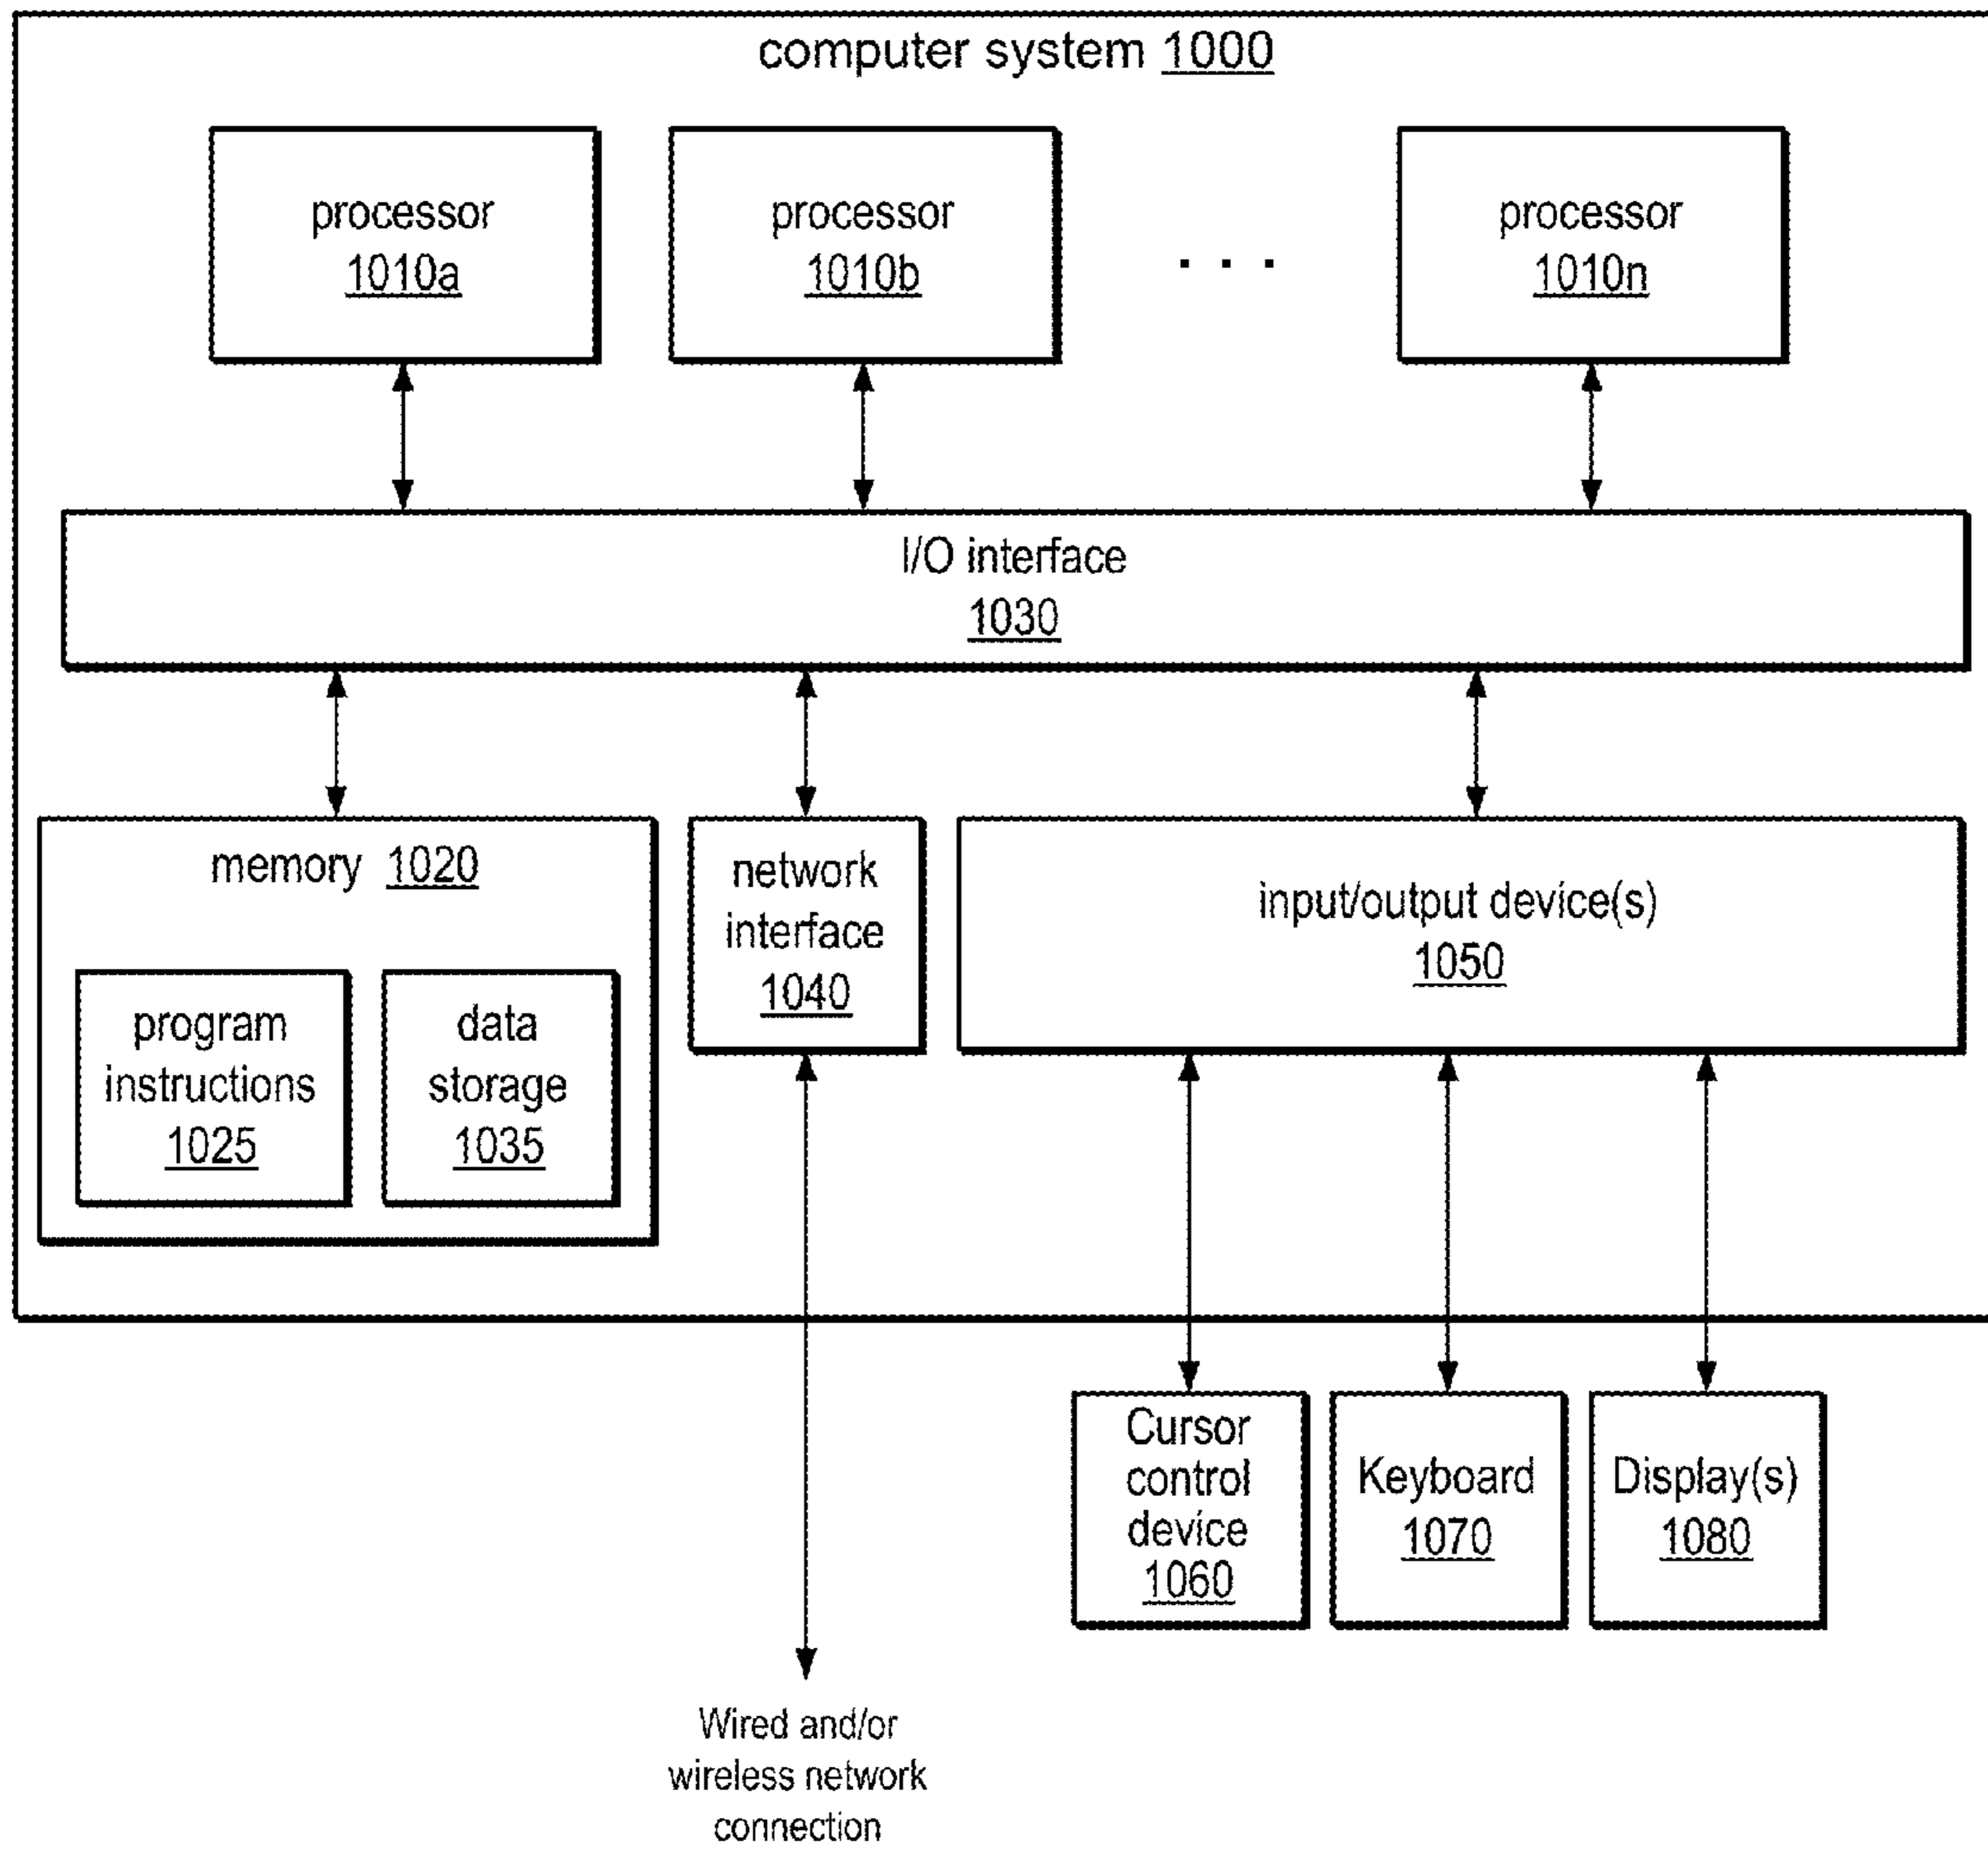 computer system 1000
processor
1010a
processor
1010b
. . .
processor
1010n
I/O interface
1030
memory 1020
program
instructions
1025
data
storage
1035
network
interface
1040
input/output device(s)
1050
Cursor
control
device
1060
Keyboard
1070
Display(s)
1080
Wired and/or
wireless network
connection